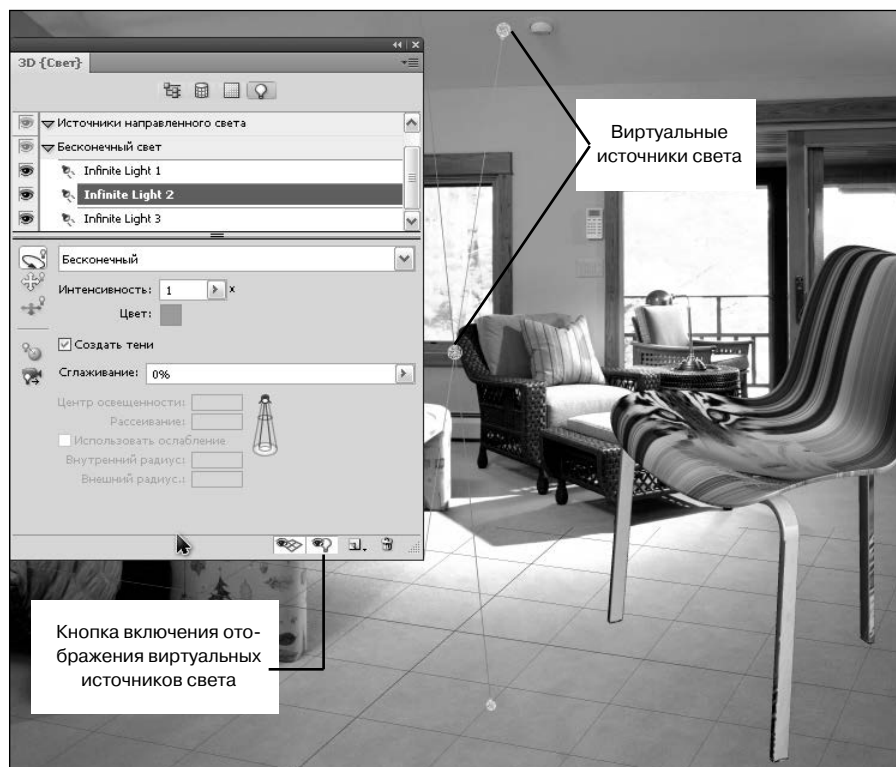 3D {Свет}
Источники направленного света
Бесконечный свет
Infinite Light 1
Infinite Light 2
Infinite Light 3
Бесконечный
Интенсивность: 1 x
Цвет:
Создать тени
Сглаживание: 0%
Центр освещенности:
Рассеивание:
Использовать ослабление
Внутренний радиус:
Внешний радиус.:
Виртуальные
источники света
Кнопка включения ото-
бражения виртуальных
источников света